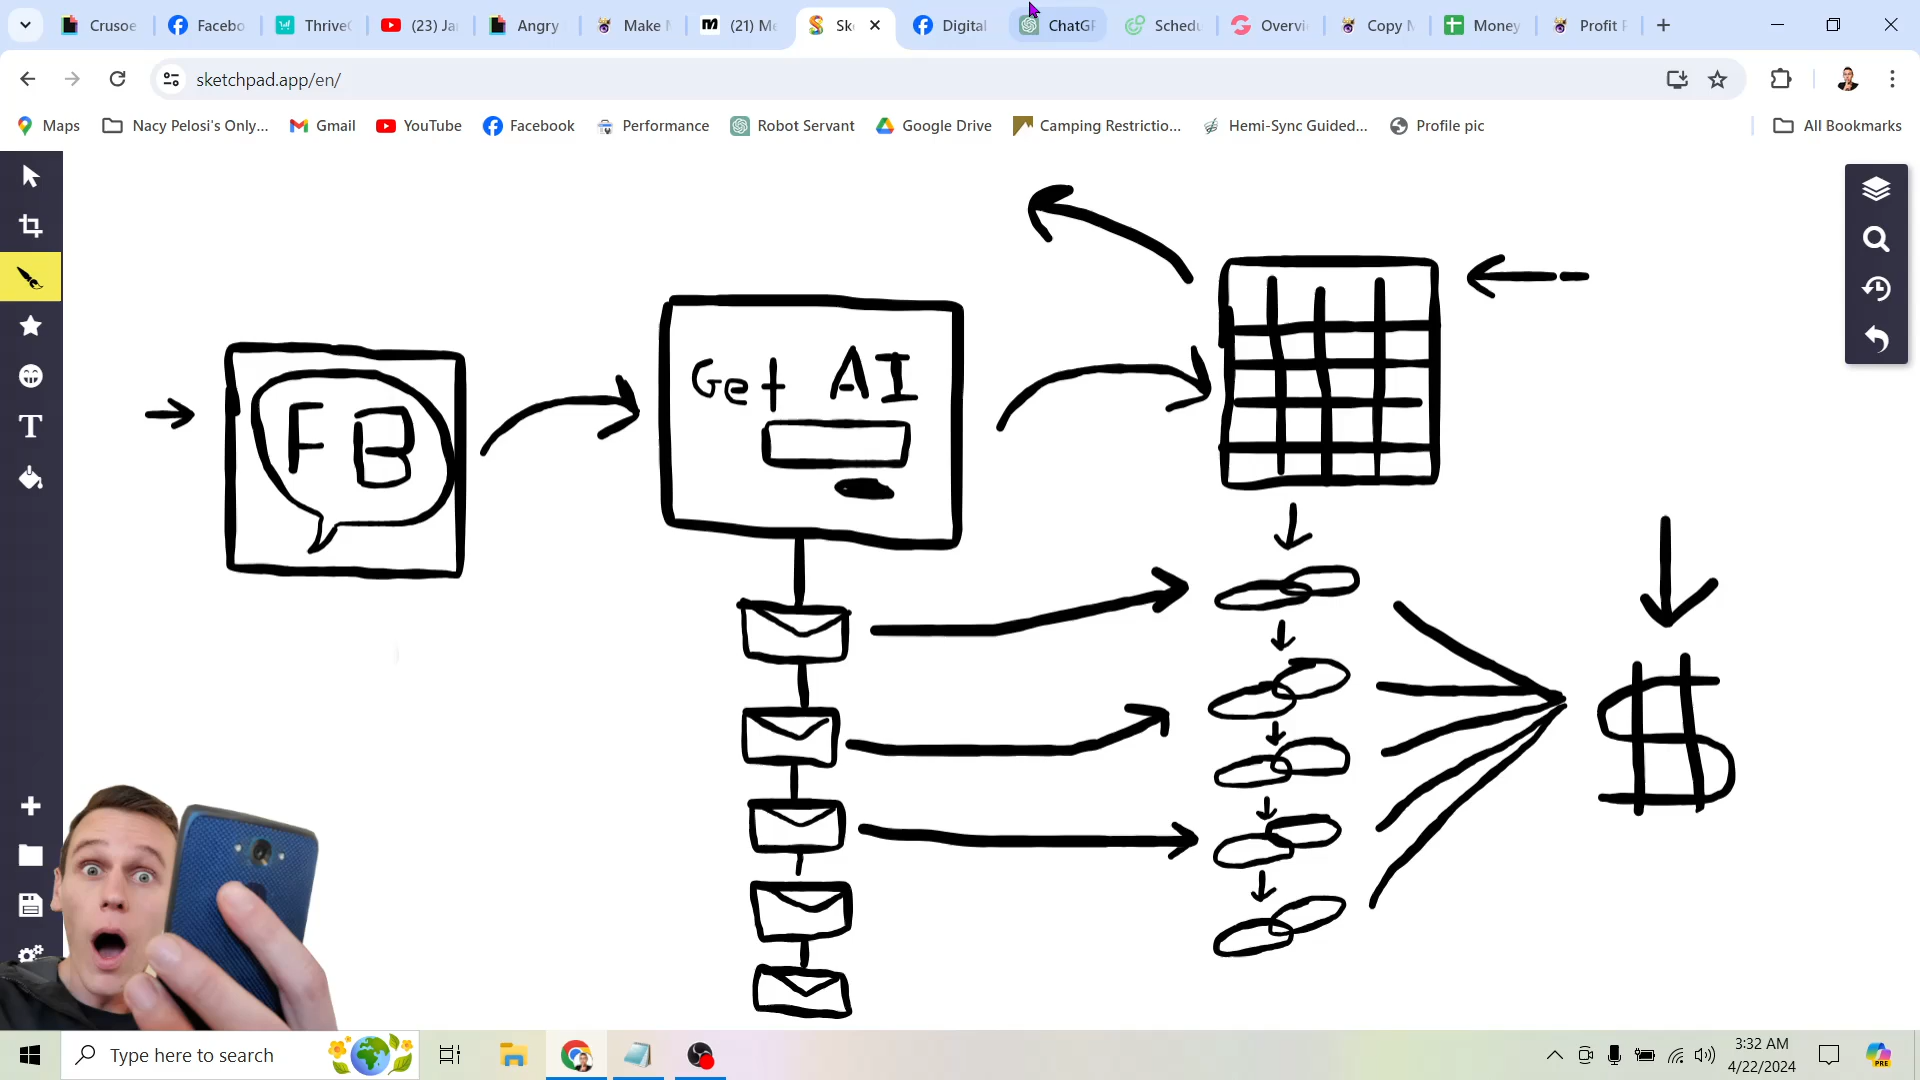 Crusoe
Facebo
Thrive
(23) Ja
Angry
Make
(21) Me
Sk
Digital
ChatGP
Schedu
Overvi
Copy
Money
Profit
sketchpad.app/en/
Maps
Nacy Pelosi's Only...
Gmail
YouTube
Facebook
Performance
Robot Servant
Google Drive
Camping Restrictio...
Hemi-Sync Guided...
Profile pic
All Bookmarks
FB
Get AI
$
T
Type here to search
3:32 AM
4/22/2024
PRE